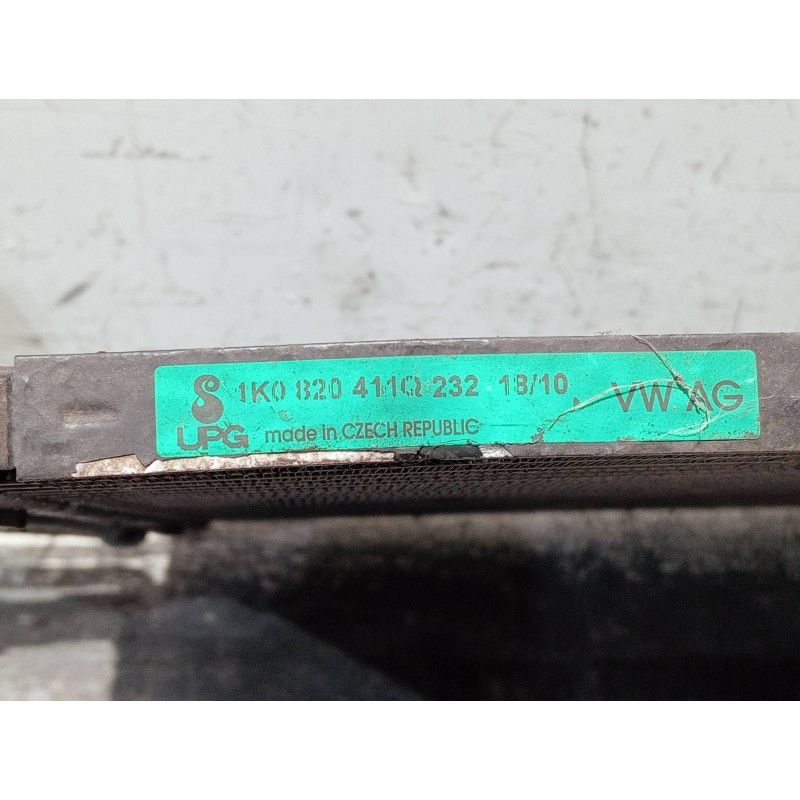 1K0 820 411Q 232 18/10 VW AG
UPG made in CZECH REPUBLIC